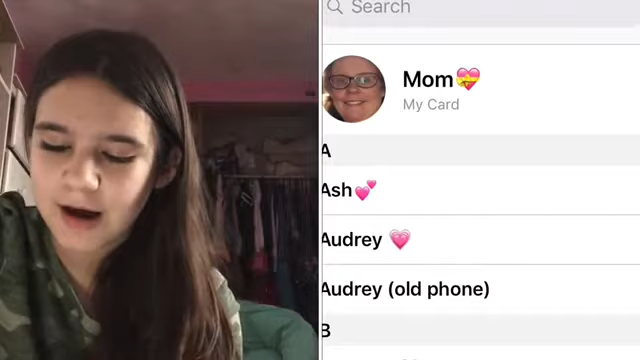 Search
Mom💝
My Card
A
Ash💕
Audrey 💗
Audrey (old phone)
B